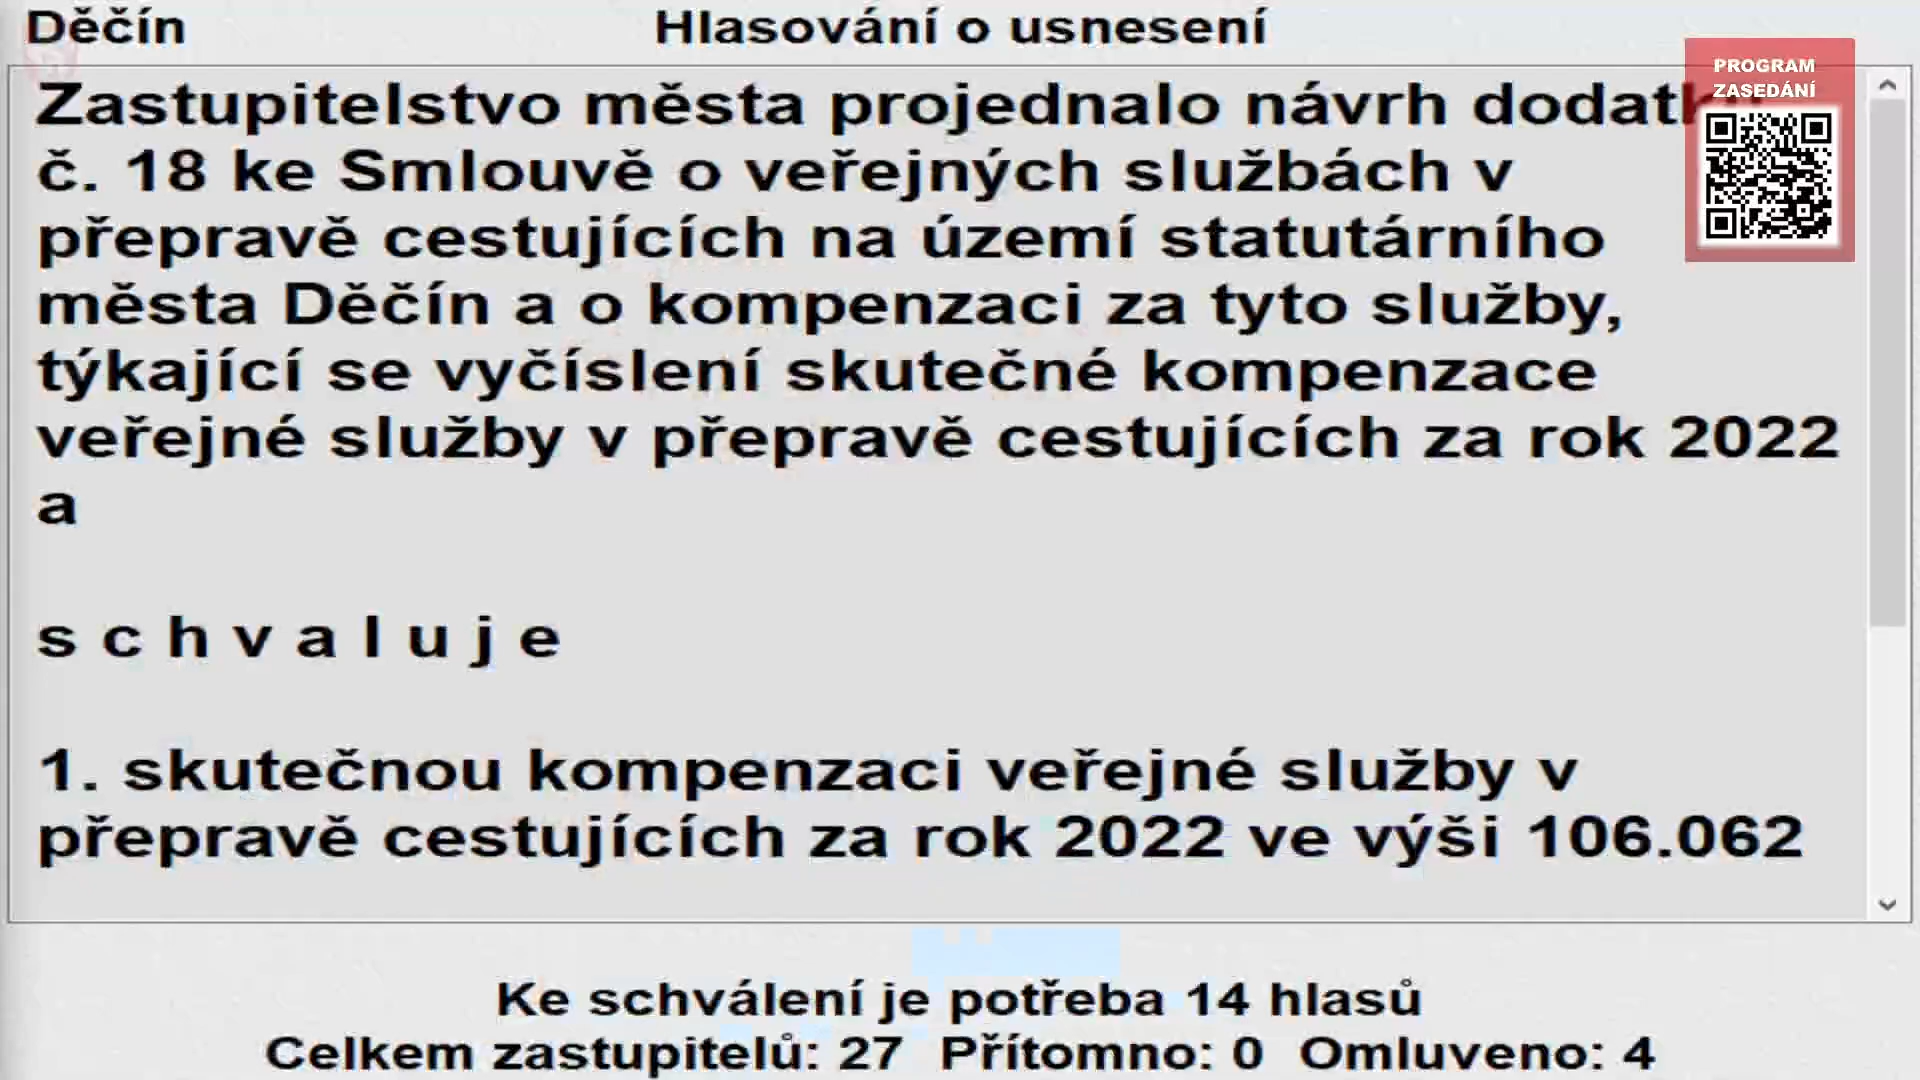 Děčín
Hlasování o usnesení
PROGRAM
ZASEDÁNÍ
Zastupitelstvo města projednalo návrh
č. 18 ke Smlouvě o veřejných službách v
přepravě cestujících na území statutárního
města Děčín a o kompenzaci za tyto služby,
týkající se vyčíslení skutečné kompenzace
veřejné služby v přepravě cestujících za rok 2022
a
s c h v a l u j e
1. skutečnou kompenzaci veřejné služby v
přepravě cestujících za rok 2022 ve výši 106.062
Ke schválení je potřeba 14 hlasů
Celkem zastupitelů: 27 Přítomno: 0 Omluveno: 4